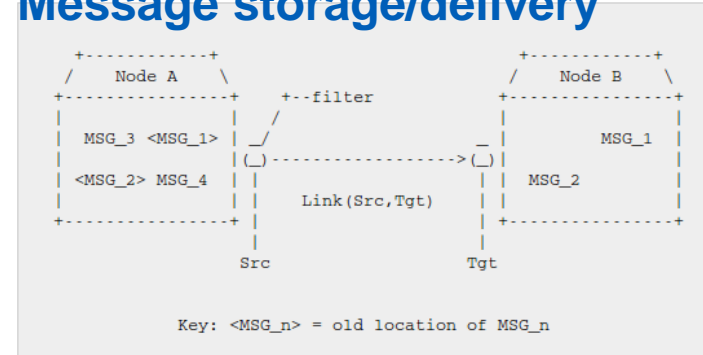 Message storage/delivery
Node A Node B
+--filter
MSG_3 <MSG_1> MSG_1
<MSG_2> MSG_4 MSG_2
Link(Src,Tgt)
Src Tgt
Key: <MSG_n> = old location of MSG_n